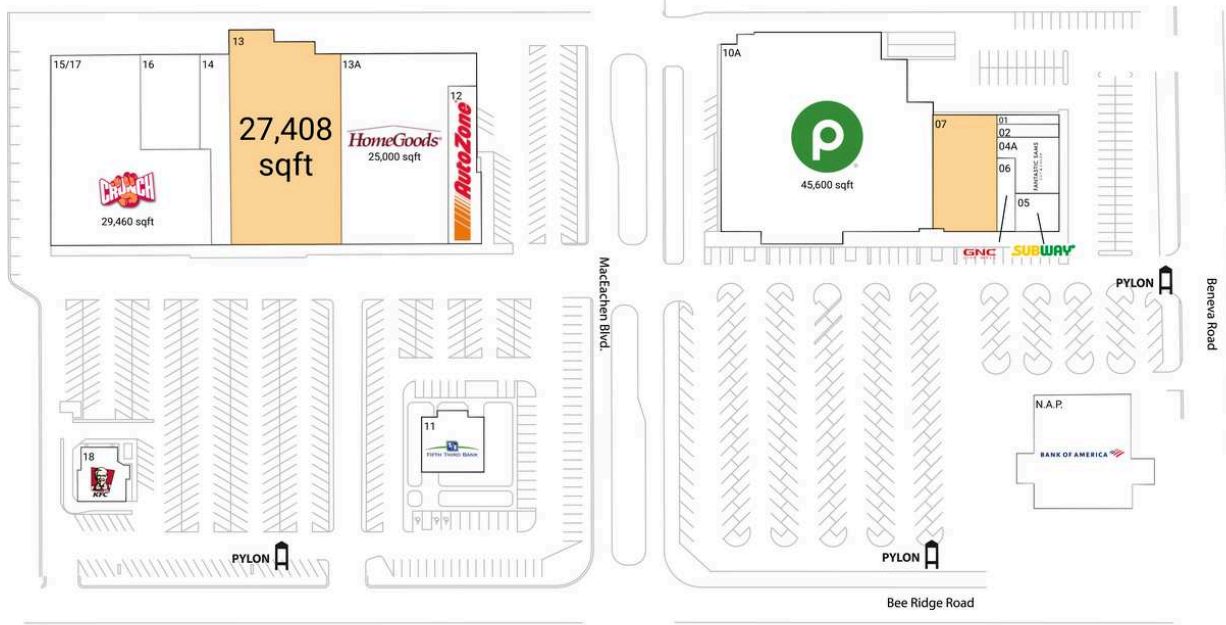 15/17
16
14
13
13A
12
27,408
sqft
HomeGoods
25,000 sqft
AutoZone
CRUNCH
29,460 sqft
10A
P
45,600 sqft
07
01
02
04A
06
FANTASTIC SAMS
05
GNC
SUBWAY
MacEachen Blvd.
PYLON
Beneva Road
11
FIFTH THIRD BANK
18
KFC
N.A.P.
BANK OF AMERICA
PYLON
PYLON
Bee Ridge Road